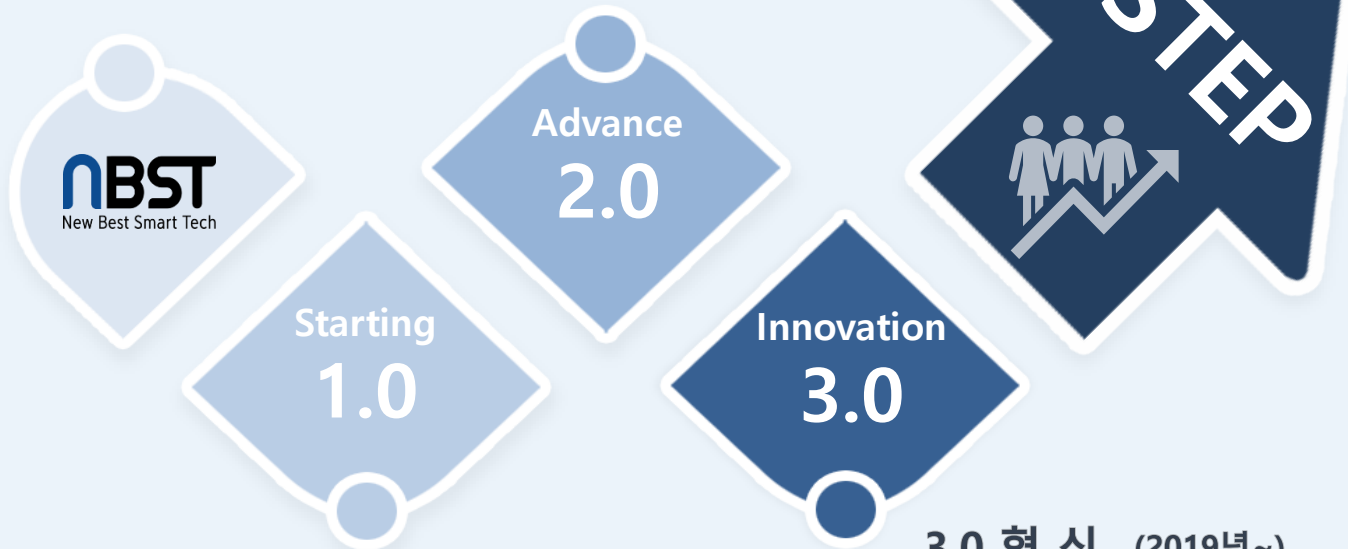 nBST
New Best Smart Tech
Starting
1.0
Advance
2.0
Innovation
3.0
STEP
3.0 혁 신 (2019년~)